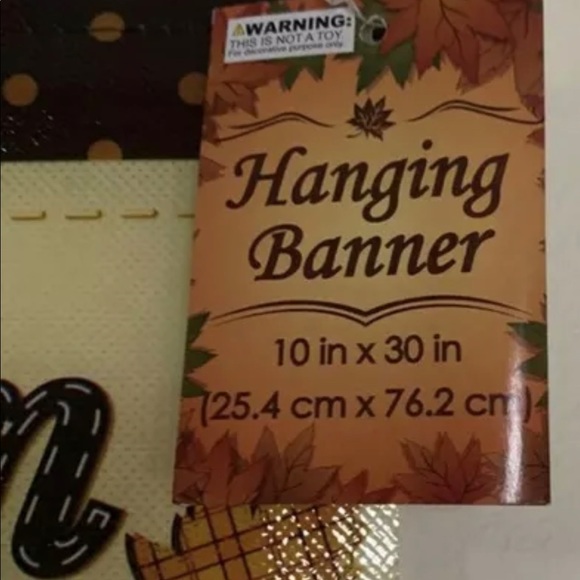 WARNING:
THIS IS NOT A TOY.
For decorative purpose only.
Hanging
Banner
10 in x 30 in
(25.4 cm x 76.2 cm)
n